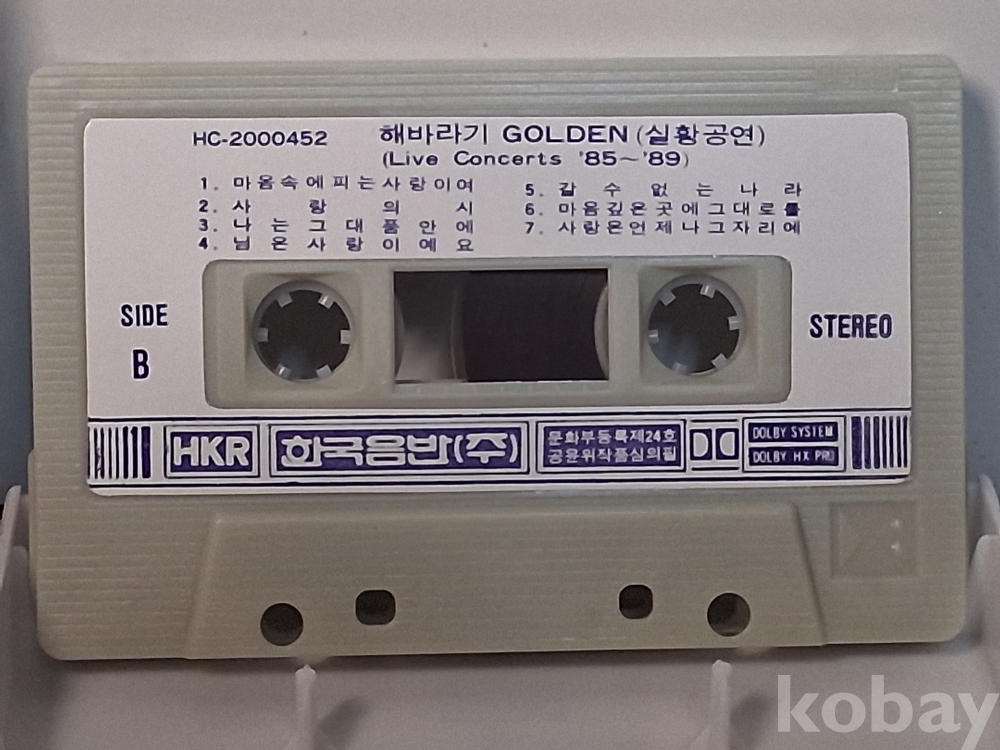 HC-2000452 해바라기 GOLDEN (실황공연)
(Live Concerts '85~'89)
1. 마음속에피는사랑이여
2. 사랑의시
3. 나는그대품안에
4. 님은사랑이예요
5. 갈수없는나라
6. 마음깊은곳에그대로를
7. 사랑은언제나그자리에
SIDE
B
STEREO
HKR 한국음반(주)
문화부등록제24호
공윤위작품심의필
DOLBY SYSTEM
DOLBY HX PRO
kobay